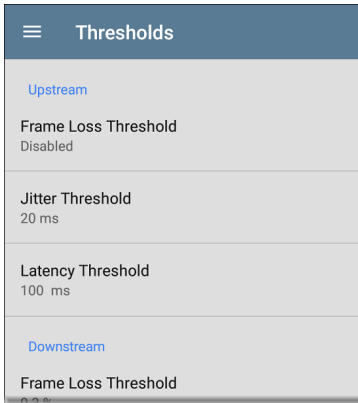 Thresholds
Upstream
Frame Loss Threshold
Disabled
Jitter Threshold
20 ms
Latency Threshold
100 ms
Downstream
Frame Loss Threshold